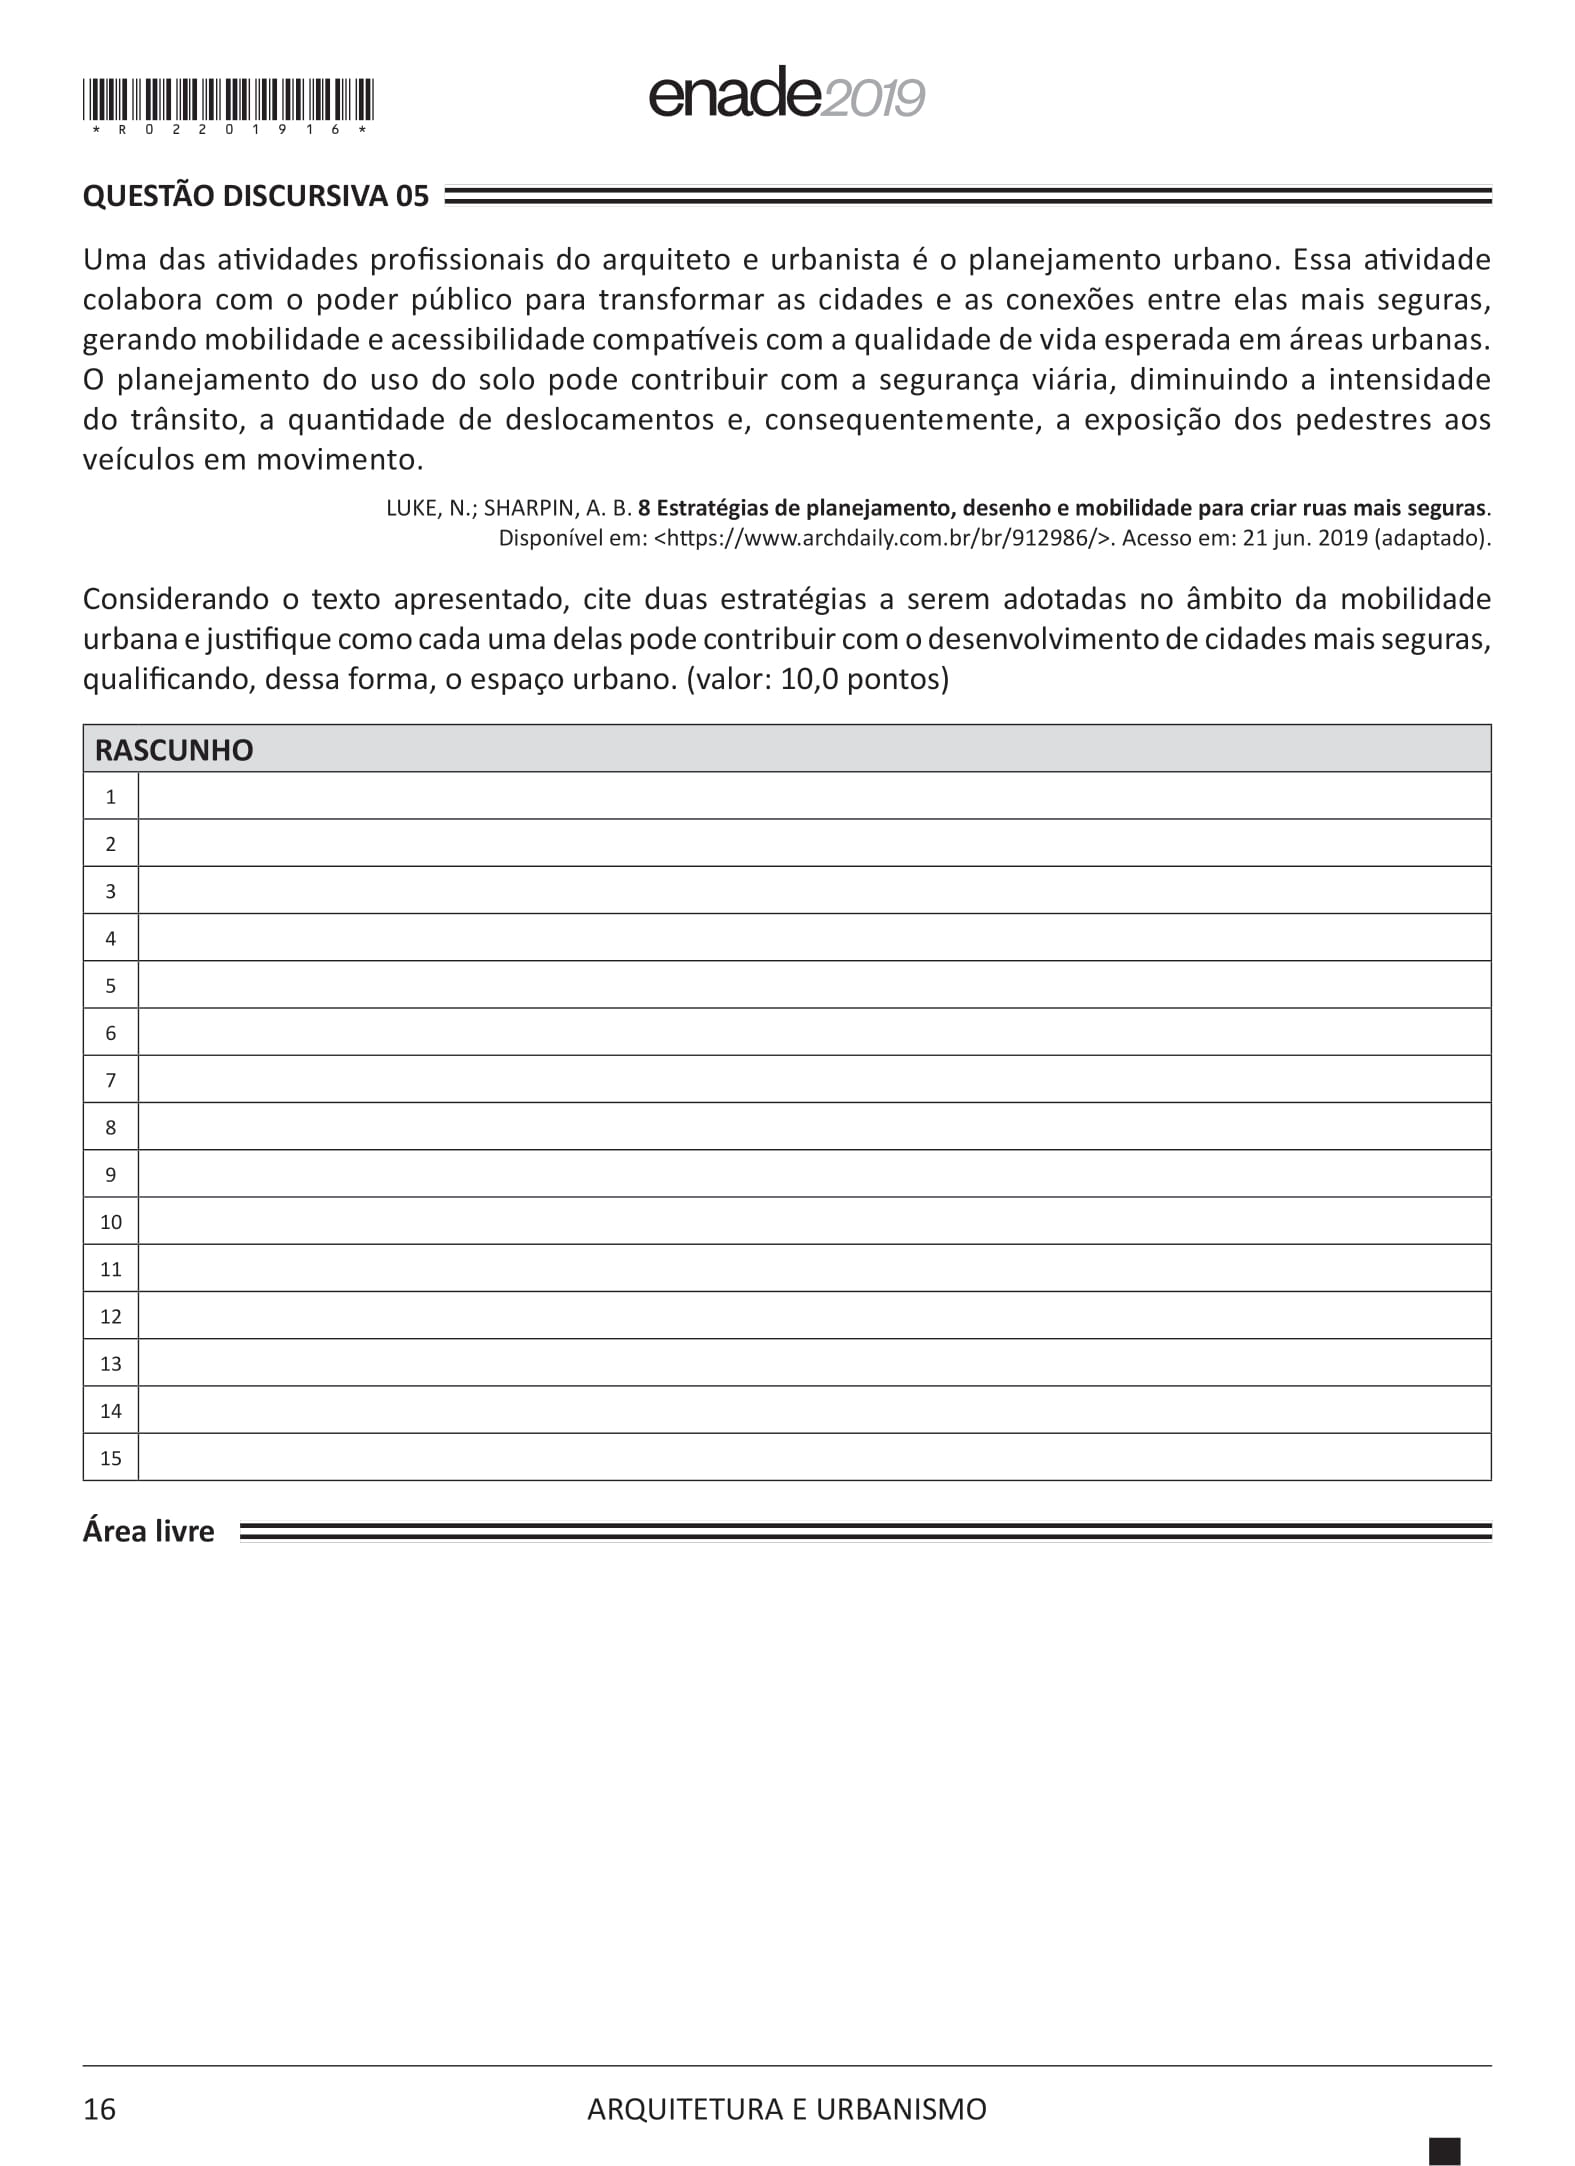 *R02201916*
enade2019
QUESTÃO DISCURSIVA 05
Uma das atividades profissionais do arquiteto e urbanista é o planejamento urbano. Essa atividade
colabora com o poder público para transformar as cidades e as conexões entre elas mais seguras,
gerando mobilidade e acessibilidade compatíveis com a qualidade de vida esperada em áreas urbanas.
O planejamento do uso do solo pode contribuir com a segurança viária, diminuindo a intensidade
do trânsito, a quantidade de deslocamentos e, consequentemente, a exposição dos pedestres aos
veículos em movimento.
LUKE, N.; SHARPIN, A. B. 8 Estratégias de planejamento, desenho e mobilidade para criar ruas mais seguras.
Disponível em: <https://www.archdaily.com.br/br/912986/>. Acesso em: 21 jun. 2019 (adaptado).
Considerando o texto apresentado, cite duas estratégias a serem adotadas no âmbito da mobilidade
urbana e justifique como cada uma delas pode contribuir com o desenvolvimento de cidades mais seguras,
qualificando, dessa forma, o espaço urbano. (valor: 10,0 pontos)
RASCUNHO
1
2
3
4
5
6
7
8
9
10
11
12
13
14
15
Área livre
16 ARQUITETURA E URBANISMO